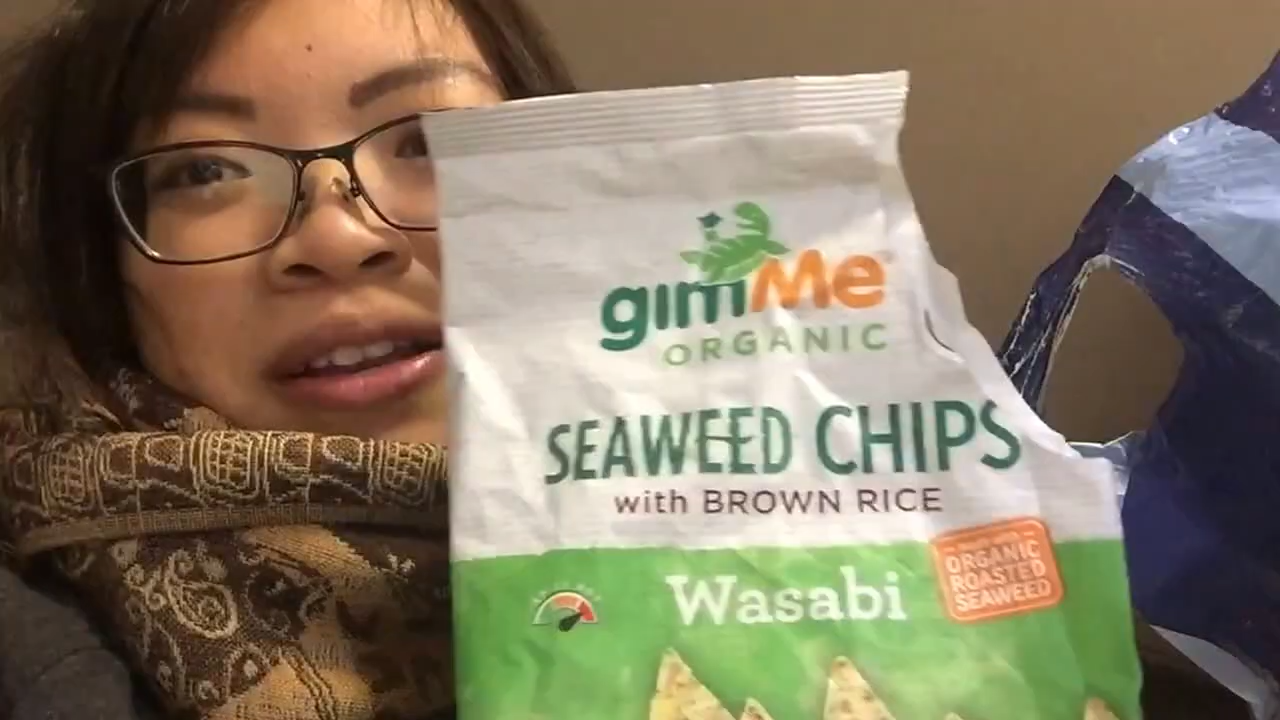 gimMe
ORGANIC
SEAWEED CHIPS
with BROWN RICE
Wasabi
ORGANIC
ROASTED
SEAWEED